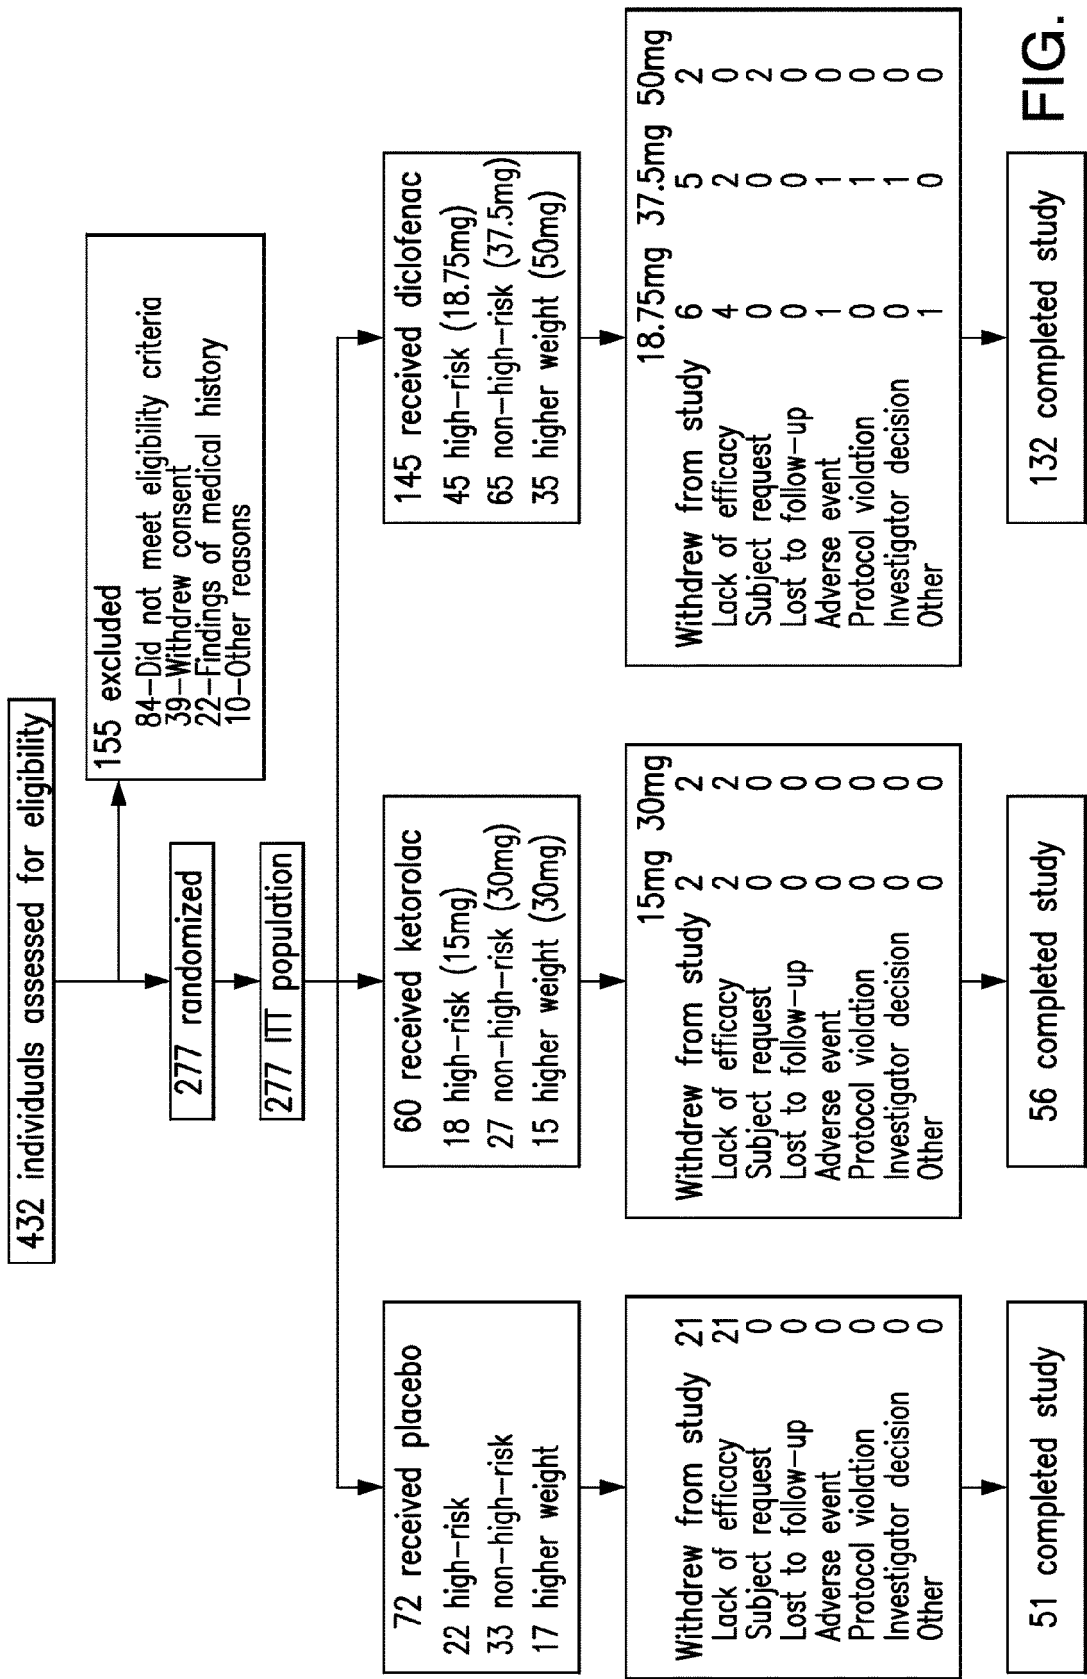 432 individuals assessed for eligibility
155 excluded
84–Did not meet eligibility criteria
39–Withdrew consent
22–Findings of medical history
10–Other reasons
277 randomized
277 ITT population
72 received placebo
22 high–risk
33 non–high–risk
17 higher weight
60 received ketorolac
18 high–risk (15mg)
27 non–high–risk (30mg)
15 higher weight (30mg)
145 received diclofenac
45 high–risk (18.75mg)
65 non–high–risk (37.5mg)
35 higher weight (50mg)
Withdrew from study 21
Lack of efficacy 21
Subject request 0
Lost to follow–up 0
Adverse event 0
Protocol violation 0
Investigator decision 0
Other 0
15mg 30mg
Withdrew from study 2 2
Lack of efficacy 2 2
Subject request 0 0
Lost to follow–up 0 0
Adverse event 0 0
Protocol violation 0 0
Investigator decision 0 0
Other 0 0
18.75mg 37.5mg 50mg
Withdrew from study 6 5 2
Lack of efficacy 4 2 0
Subject request 0 0 2
Lost to follow–up 0 0 0
Adverse event 1 1 0
Protocol violation 0 1 0
Investigator decision 0 1 0
Other 1 0 0
51 completed study
56 completed study
132 completed study
FIG.